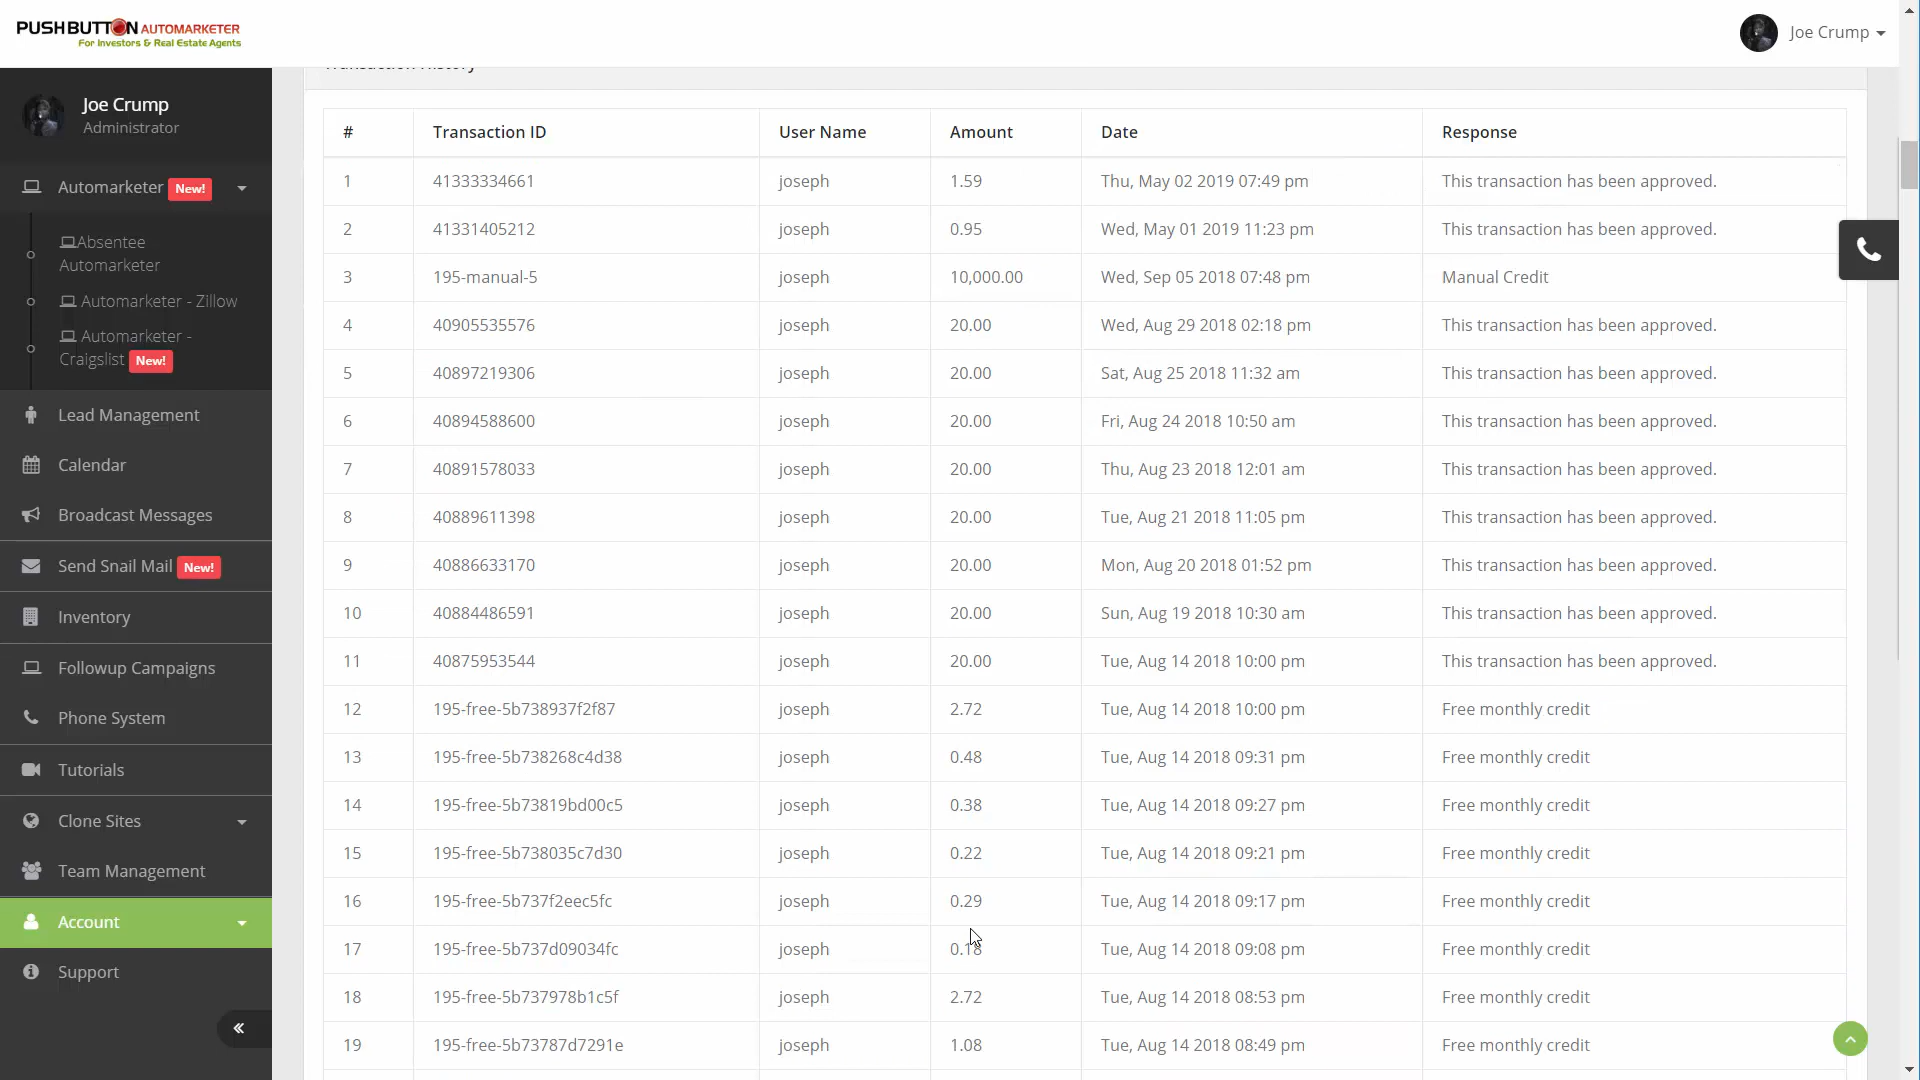 PUSH BUTTON AUTOMARKETER
For Investors & Real Estate Agents
Joe Crump
Joe Crump
Administrator
Automarketer New!
Absentee
Automarketer
Automarketer - Zillow
Automarketer -
Craigslist New!
Lead Management
Calendar
Broadcast Messages
Send Snail Mail New!
Inventory
Followup Campaigns
Phone System
Tutorials
Clone Sites
Team Management
Account
Support
Transaction History
# Transaction ID User Name Amount Date Response
1 41333334661 joseph 1.59 Thu, May 02 2019 07:49 pm This transaction has been approved.
2 41331405212 joseph 0.95 Wed, May 01 2019 11:23 pm This transaction has been approved.
3 195-manual-5 joseph 10,000.00 Wed, Sep 05 2018 07:48 pm Manual Credit
4 40905535576 joseph 20.00 Wed, Aug 29 2018 02:18 pm This transaction has been approved.
5 40897219306 joseph 20.00 Sat, Aug 25 2018 11:32 am This transaction has been approved.
6 40894588600 joseph 20.00 Fri, Aug 24 2018 10:50 am This transaction has been approved.
7 40891578033 joseph 20.00 Thu, Aug 23 2018 12:01 am This transaction has been approved.
8 40889611398 joseph 20.00 Tue, Aug 21 2018 11:05 pm This transaction has been approved.
9 40886633170 joseph 20.00 Mon, Aug 20 2018 01:52 pm This transaction has been approved.
10 40884486591 joseph 20.00 Sun, Aug 19 2018 10:30 am This transaction has been approved.
11 40875953544 joseph 20.00 Tue, Aug 14 2018 10:00 pm This transaction has been approved.
12 195-free-5b738937f2f87 joseph 2.72 Tue, Aug 14 2018 10:00 pm Free monthly credit
13 195-free-5b738268c4d38 joseph 0.48 Tue, Aug 14 2018 09:31 pm Free monthly credit
14 195-free-5b73819bd00c5 joseph 0.38 Tue, Aug 14 2018 09:27 pm Free monthly credit
15 195-free-5b738035c7d30 joseph 0.22 Tue, Aug 14 2018 09:21 pm Free monthly credit
16 195-free-5b737f2eec5fc joseph 0.29 Tue, Aug 14 2018 09:17 pm Free monthly credit
17 195-free-5b737d09034fc joseph 0.18 Tue, Aug 14 2018 09:08 pm Free monthly credit
18 195-free-5b737978b1c5f joseph 2.72 Tue, Aug 14 2018 08:53 pm Free monthly credit
19 195-free-5b73787d7291e joseph 1.08 Tue, Aug 14 2018 08:49 pm Free monthly credit